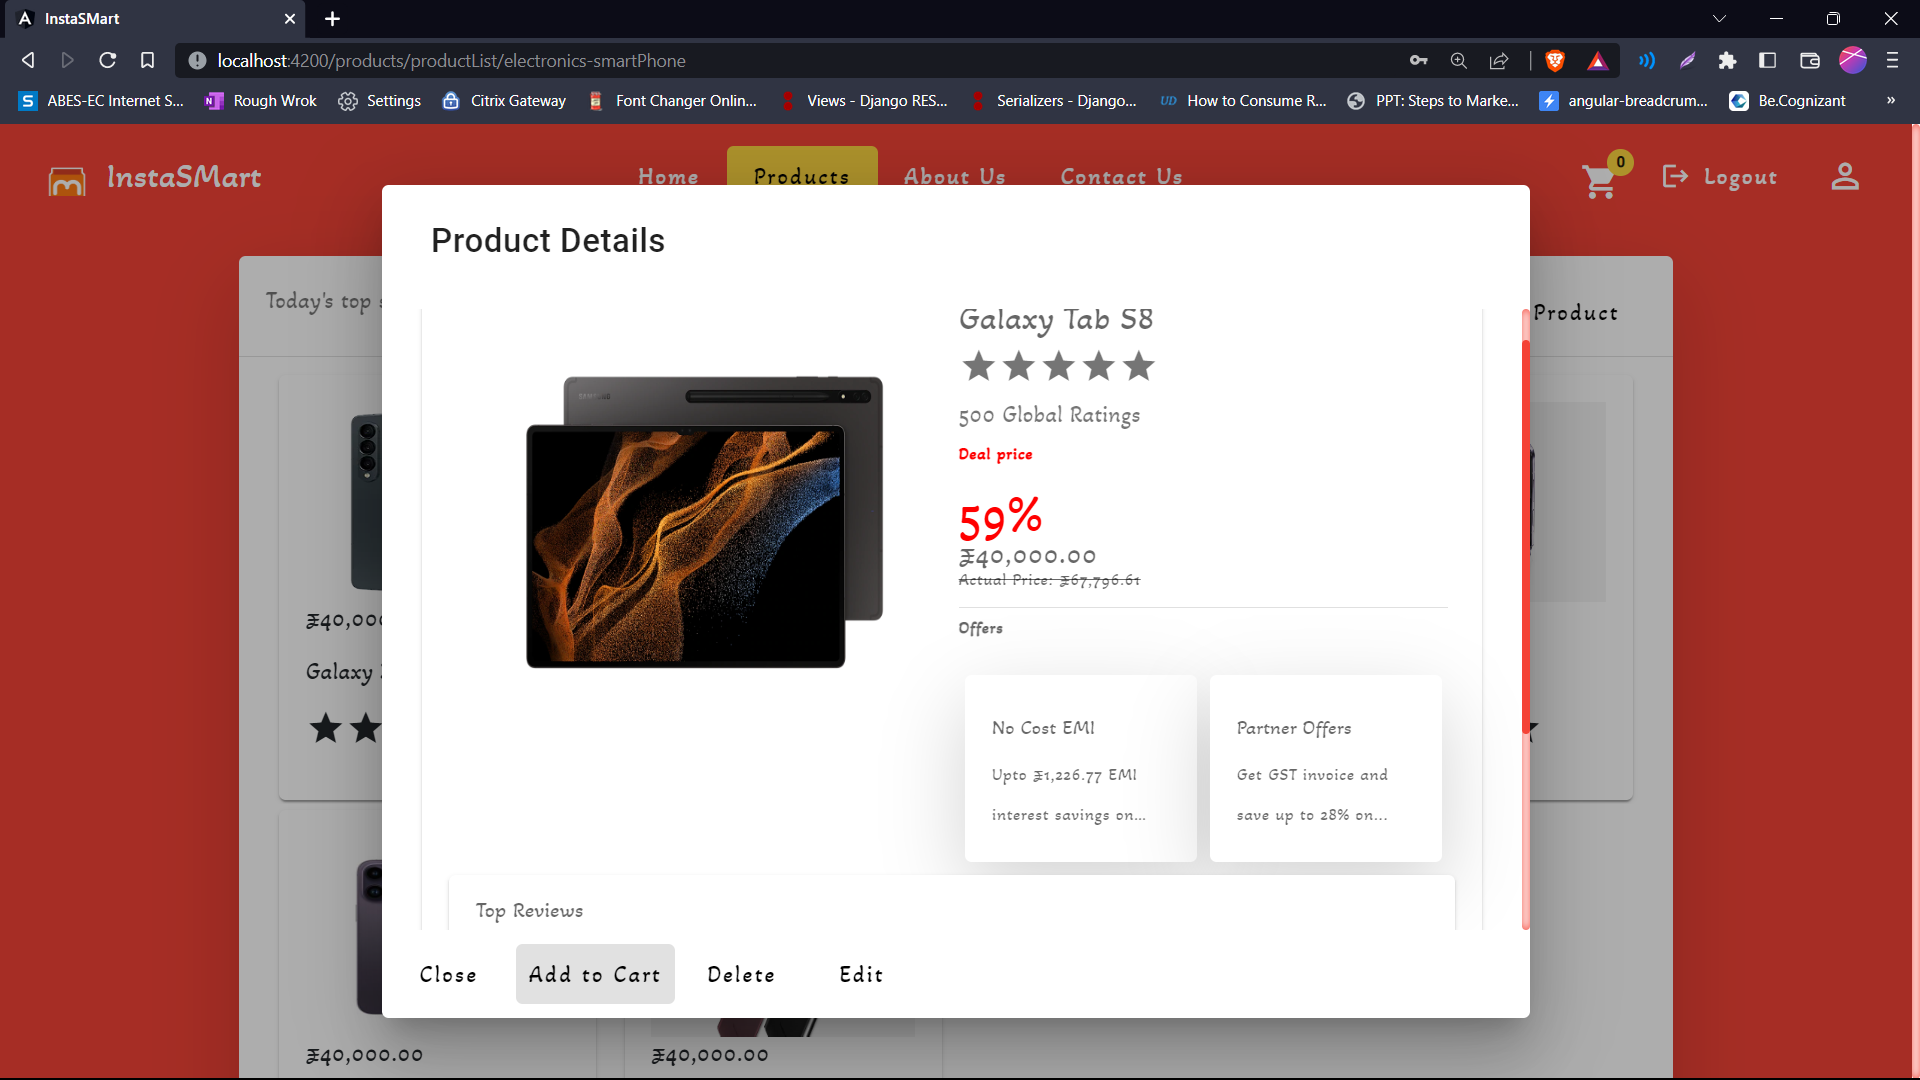 InstaSMart
localhost:4200/products/productList/electronics-smartPhone
ABES-EC Internet S...
Rough Wrok
Settings
Citrix Gateway
Font Changer Onlin...
Views - Django RES...
Serializers - Django...
UD How to Consume R...
PPT: Steps to Marke...
angular-breadcrum...
Be.Cognizant
»
InstaSMart
Home
Products
About Us
Contact Us
0
Logout
Product Details
Today's top
Product
Galaxy Tab S8
500 Global Ratings
Deal price
59%
₹40,000.00
Actual Price: ₹67,796.61
Offers
No Cost EMI
Upto ₹1,226.77 EMI
interest savings on...
Partner Offers
Get GST invoice and
save up to 28% on...
Top Reviews
₹40,000
Galaxy
Close
Add to Cart
Delete
Edit
₹40,000.00
₹40,000.00